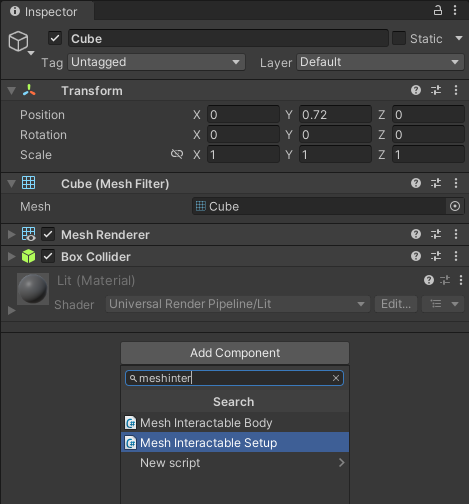 Inspector
Cube Static
Tag Untagged Layer Default
Transform
Position X 0 Y 0.72 Z 0
Rotation X 0 Y 0 Z 0
Scale X 1 Y 1 Z 1
Cube (Mesh Filter)
Mesh Cube
Mesh Renderer
Box Collider
Lit (Material)
Shader Universal Render Pipeline/Lit Edit...
Add Component
meshinter
Search
Mesh Interactable Body
Mesh Interactable Setup
New script